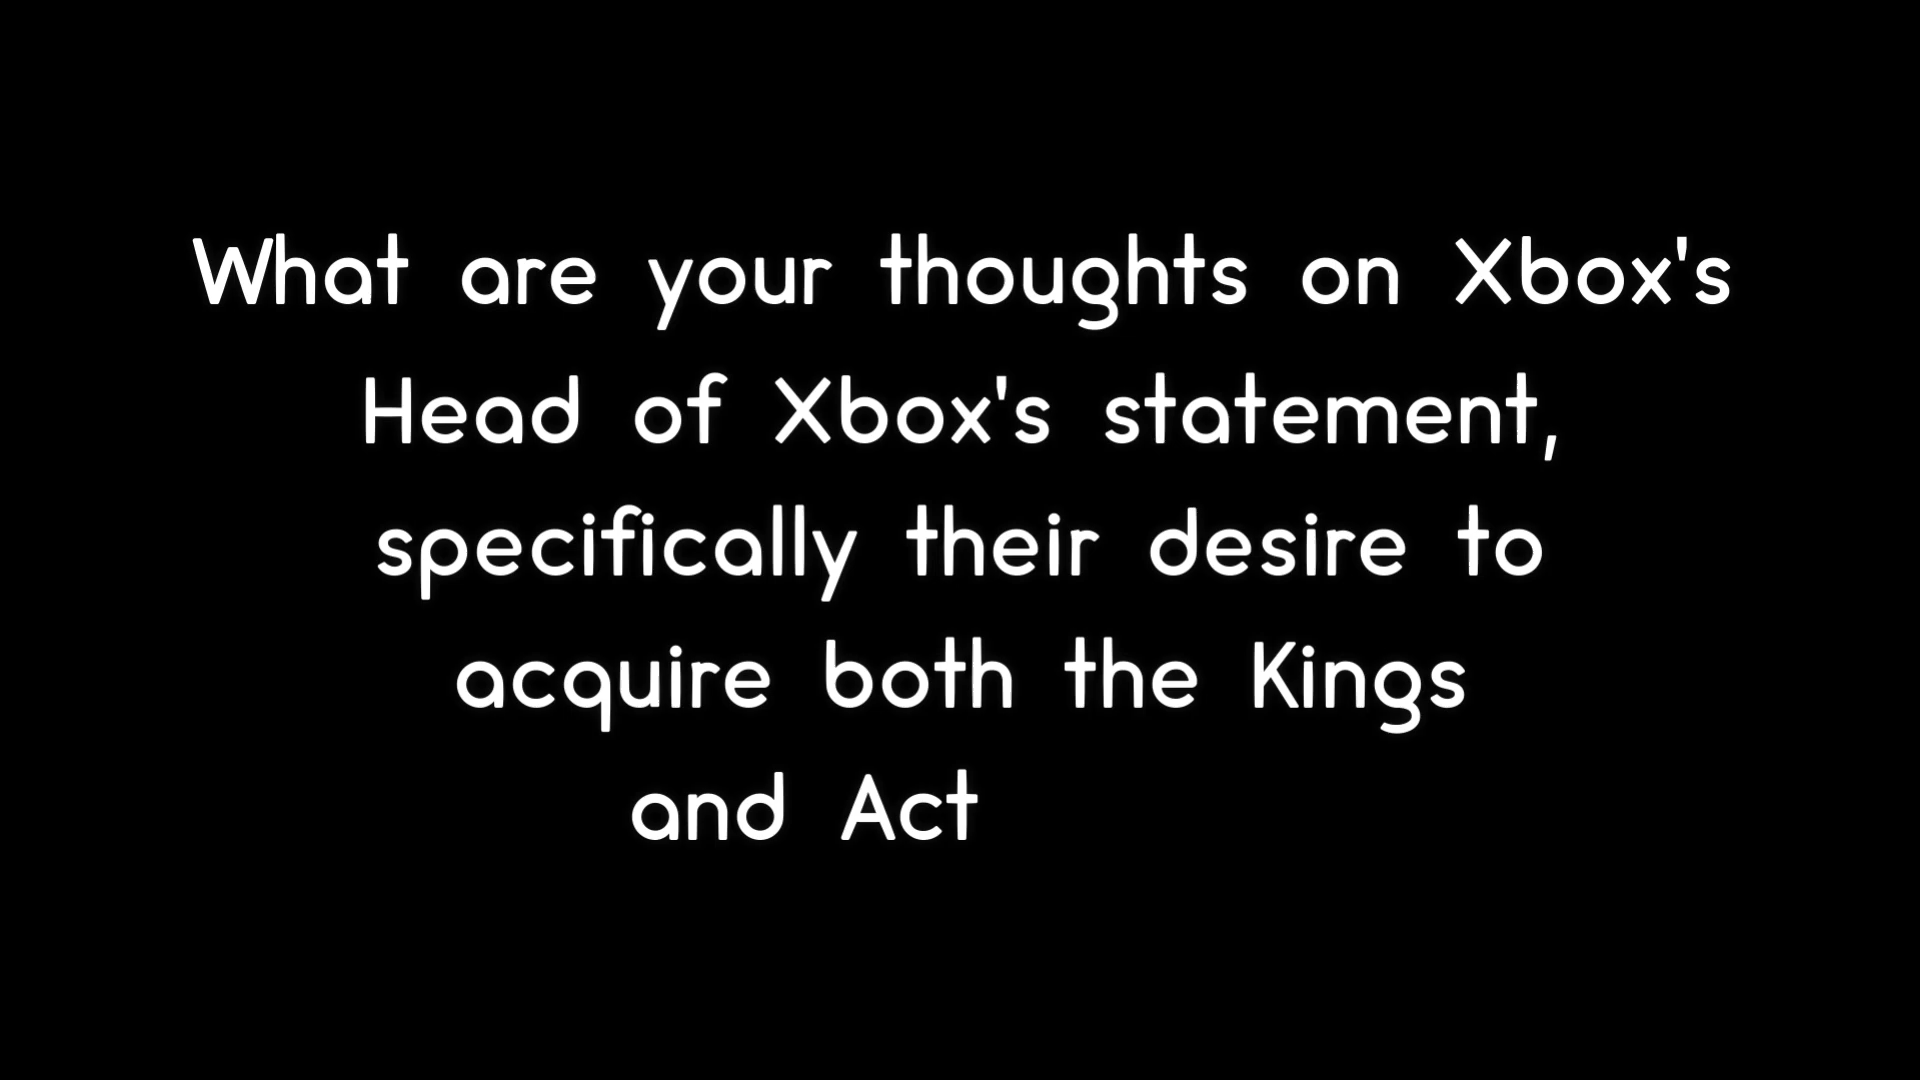 What are your thoughts on Xbox's
Head of Xbox's statement,
specifically their desire to
acquire both the Kings
and Act